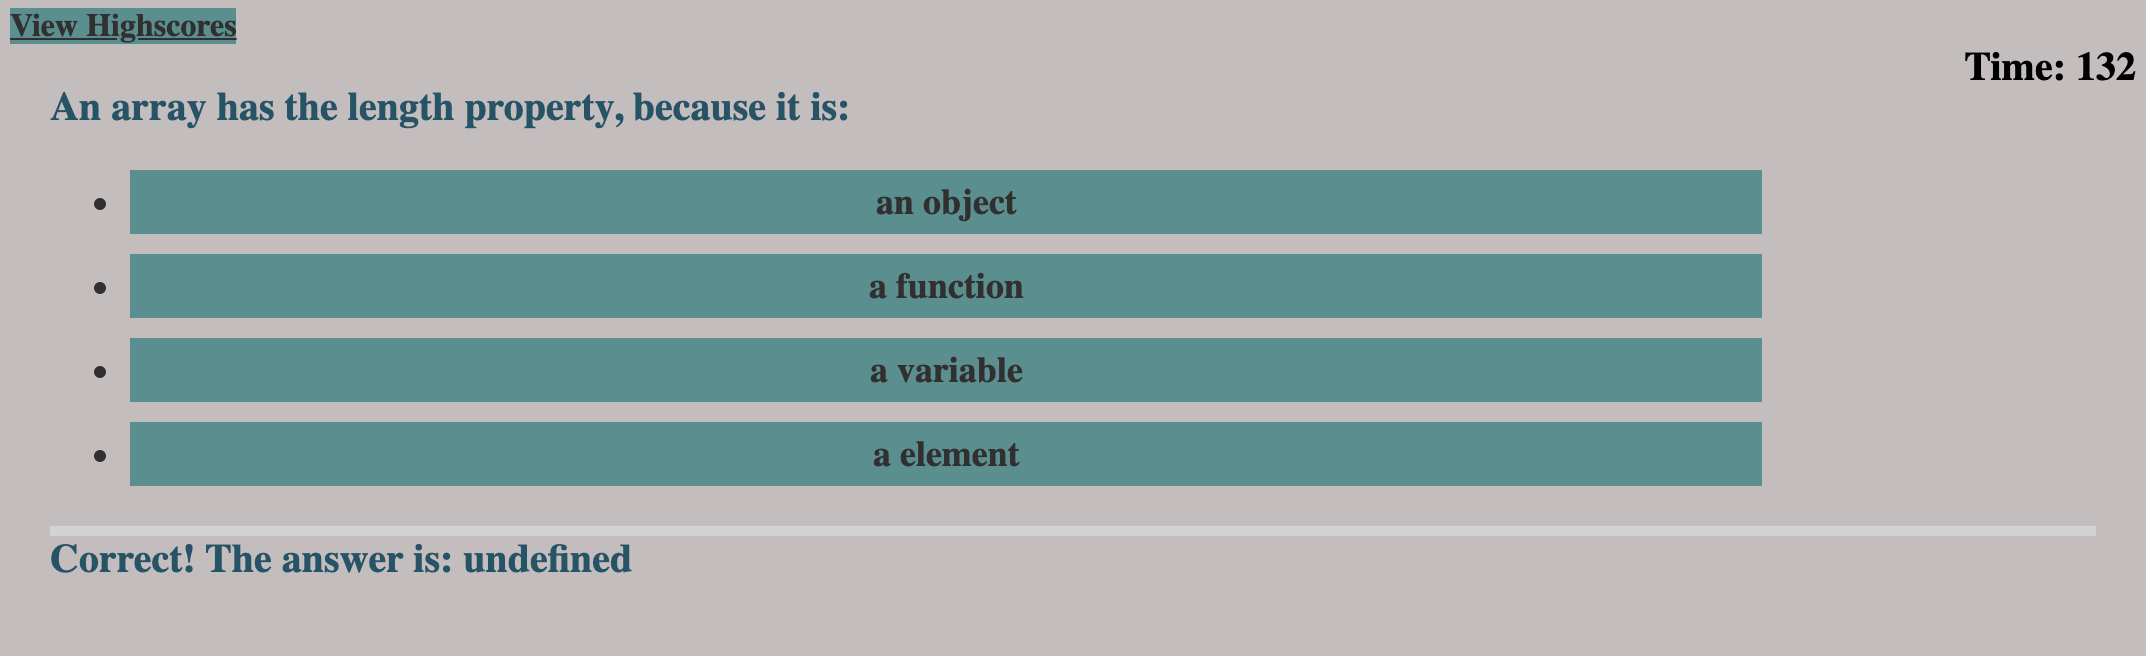 View Highscores
Time: 132
An array has the length property, because it is:
an object
a function
a variable
a element
Correct! The answer is: undefined